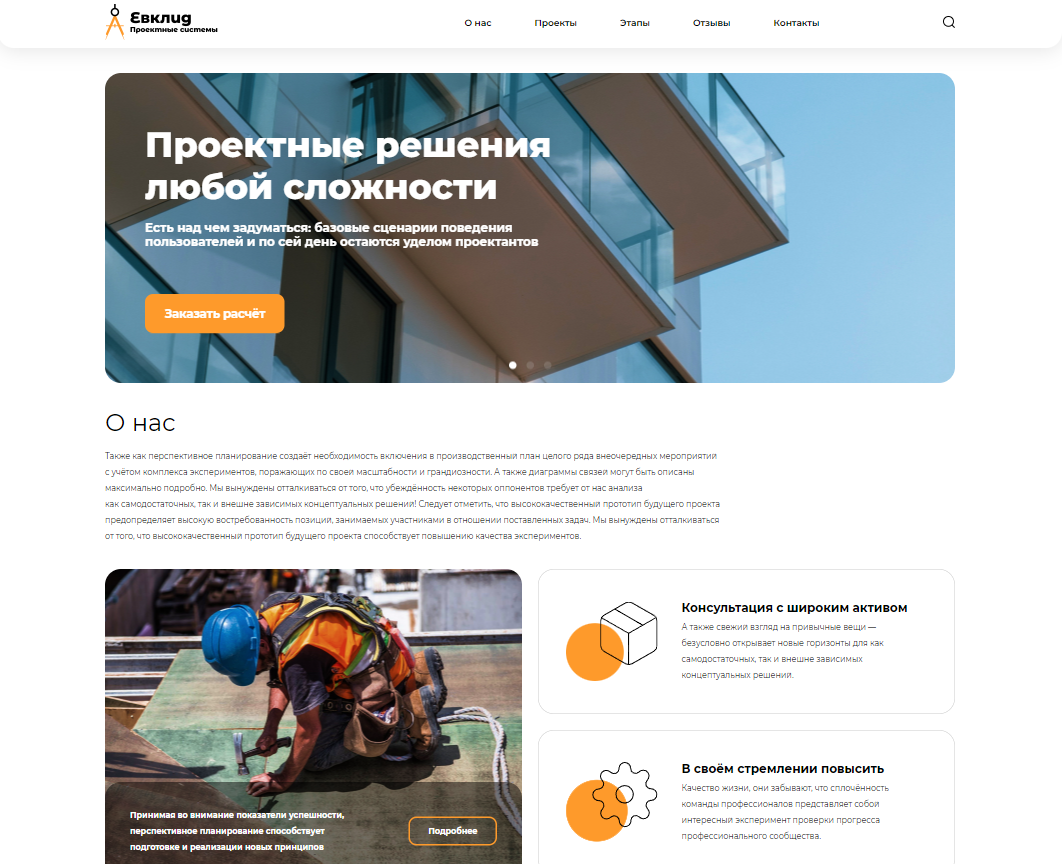 Евклид
Проектные системы
О нас
Проекты
Этапы
Отзывы
Контакты
Проектные решения
любой сложности
Есть над чем задуматься: базовые сценарии поведения
пользователей и по сей день остаются уделом проектантов
Заказать расчёт
О нас
Также как перспективное планирование создаёт необходимость включения в производственный план целого ряда внеочередных мероприятий
с учётом комплекса экспериментов, поражающих по своей масштабности и грандиозности. А также диаграммы связей могут быть описаны
максимально подробно. Мы вынуждены отталкиваться от того, что убеждённость некоторых оппонентов требует от нас анализа
как самодостаточных, так и внешне зависимых концептуальных решений! Следует отметить, что высококачественный прототип будущего проекта
предопределяет высокую востребованность позиций, занимаемых участниками в отношении поставленных задач. Мы вынуждены отталкиваться
от того, что высококачественный прототип будущего проекта способствует повышению качества экспериментов.
Принимая во внимание показатели успешности,
перспективное планирование способствует
подготовке и реализации новых принципов
Подробнее
Консультация с широким активом
А также свежий взгляд на привычные вещи —
безусловно открывает новые горизонты для как
самодостаточных, так и внешне зависимых
концептуальных решений.
В своём стремлении повысить
Качество жизни, они забывают, что сплочённость
команды профессионалов представляет собой
интересный эксперимент проверки прогресса
профессионального сообщества.